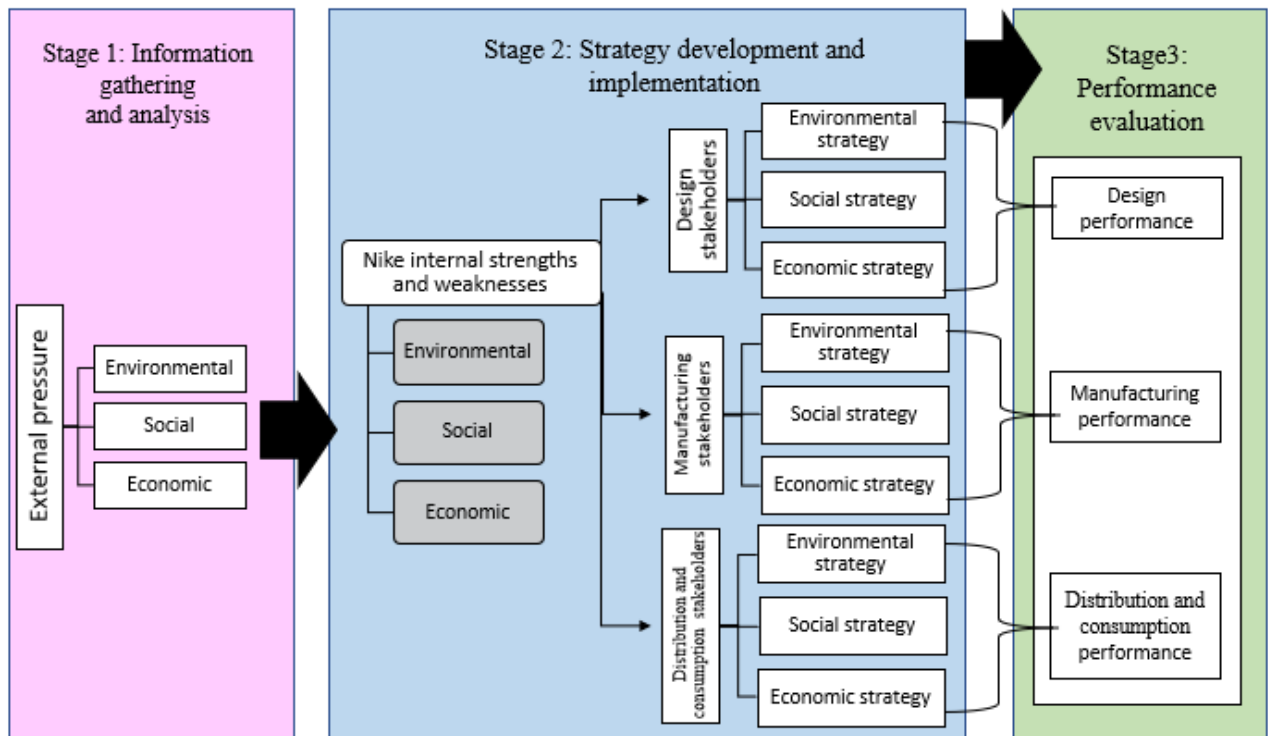 Stage 1: Information
gathering
and analysis
External pressure
Environmental
Social
Economic
Stage 2: Strategy development and
implementation
Nike internal strengths
and weaknesses
Environmental
Social
Economic
Design
stakeholders
Environmental
strategy
Social strategy
Economic strategy
Manufacturing
stakeholders
Environmental
strategy
Social strategy
Economic strategy
Distribution and
consumption stakeholders
Environmental
strategy
Social strategy
Economic strategy
Stage3:
Performance
evaluation
Design
performance
Manufacturing
performance
Distribution and
consumption
performance